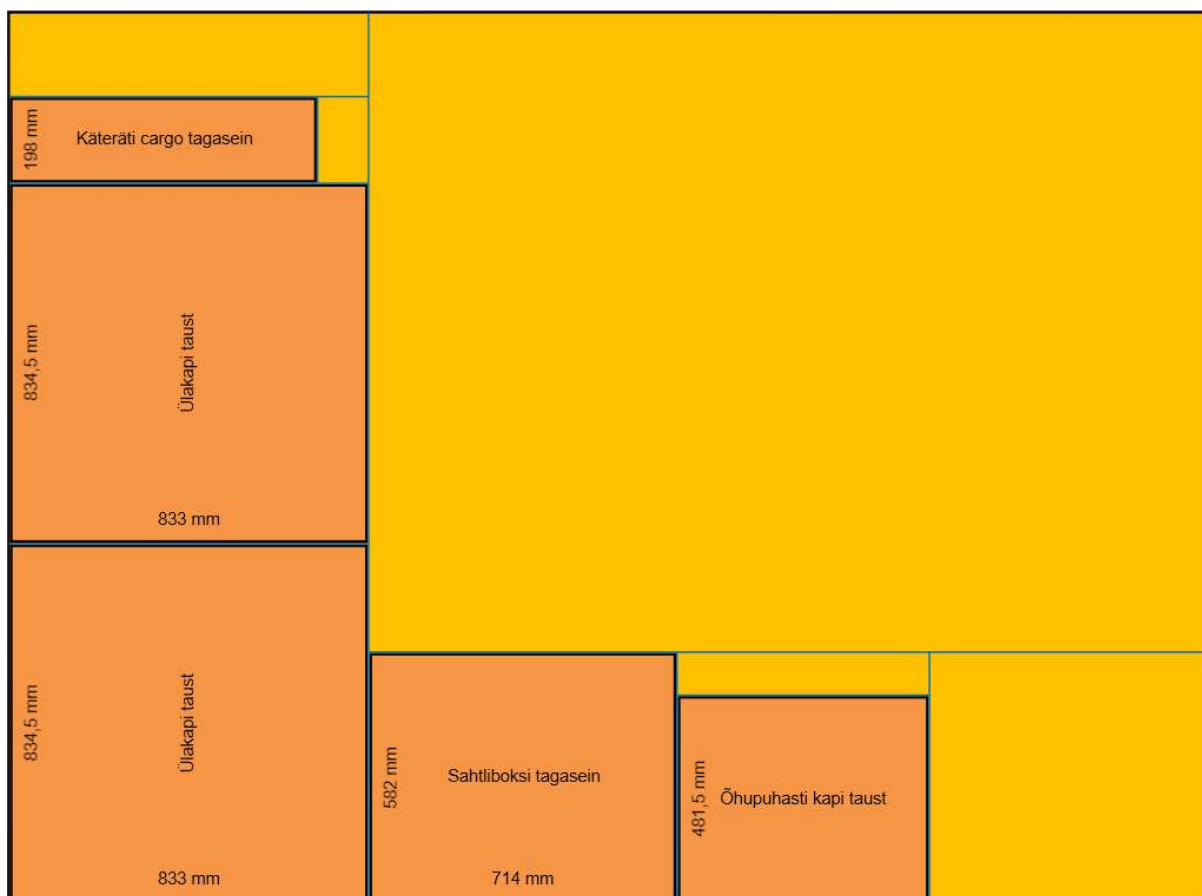 198 mm
Käteräti cargo tagasein
834,5 mm
Ülakapi taust
833 mm
834,5 mm
Ülakapi taust
833 mm
582 mm
Sahtliboksi tagasein
714 mm
481,5 mm
Õhupuhasti kapi taust